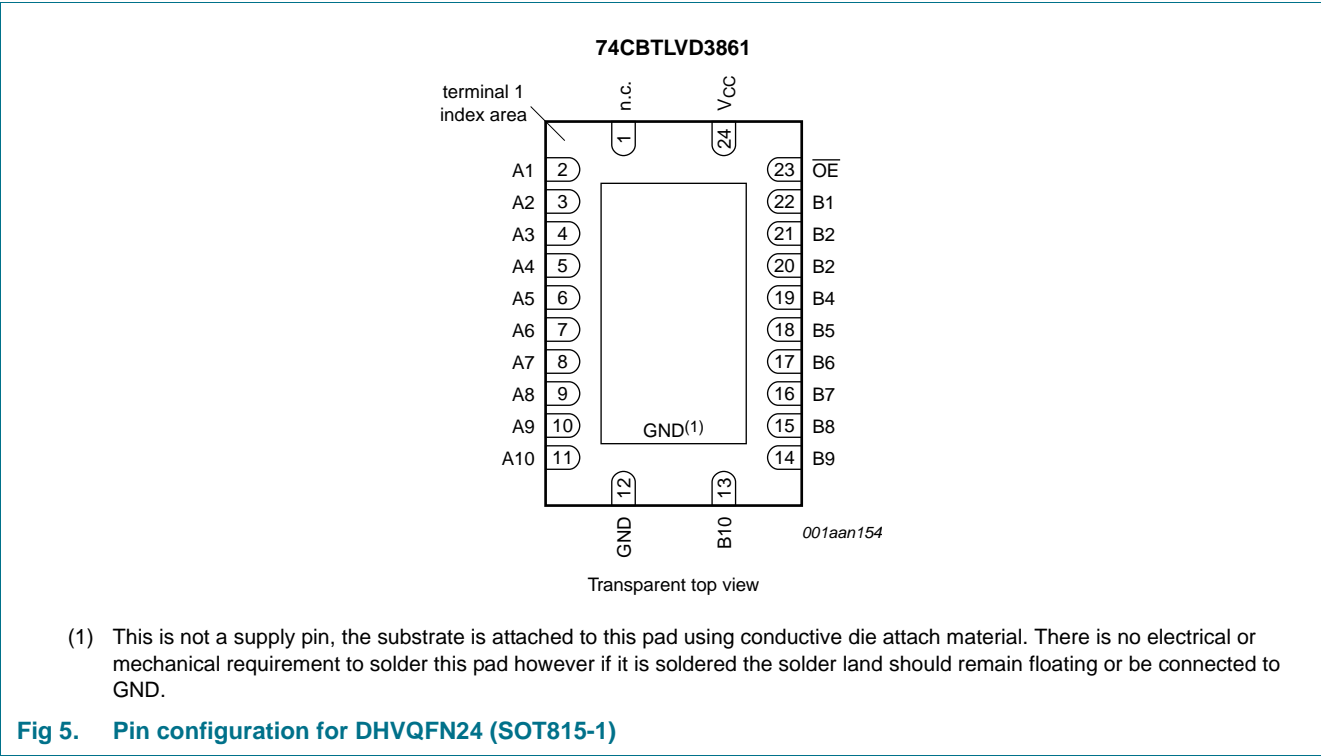 74CBTLVD3861
terminal 1
index area
n.c.
VCC
1
24
A1 2 23 OE
A2 3 22 B1
A3 4 21 B2
A4 5 20 B2
A5 6 19 B4
A6 7 18 B5
A7 8 17 B6
A8 9 16 B7
A9 10 GND(1) 15 B8
A10 11 14 B9
12 13
GND B10 001aan154
Transparent top view
(1) This is not a supply pin, the substrate is attached to this pad using conductive die attach material. There is no electrical or
mechanical requirement to solder this pad however if it is soldered the solder land should remain floating or be connected to
GND.
Fig 5. Pin configuration for DHVQFN24 (SOT815-1)